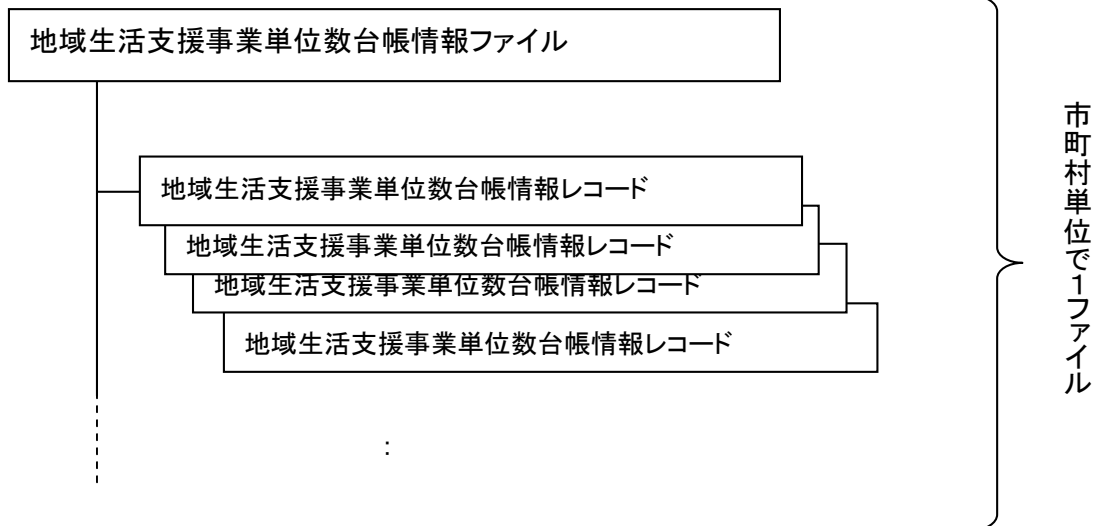 地域生活支援事業単位数台帳情報ファイル
地域生活支援事業単位数台帳情報レコード
地域生活支援事業単位数台帳情報レコード
地域生活支援事業単位数台帳情報レコード
地域生活支援事業単位数台帳情報レコード
:
市町村単位で1ファイル